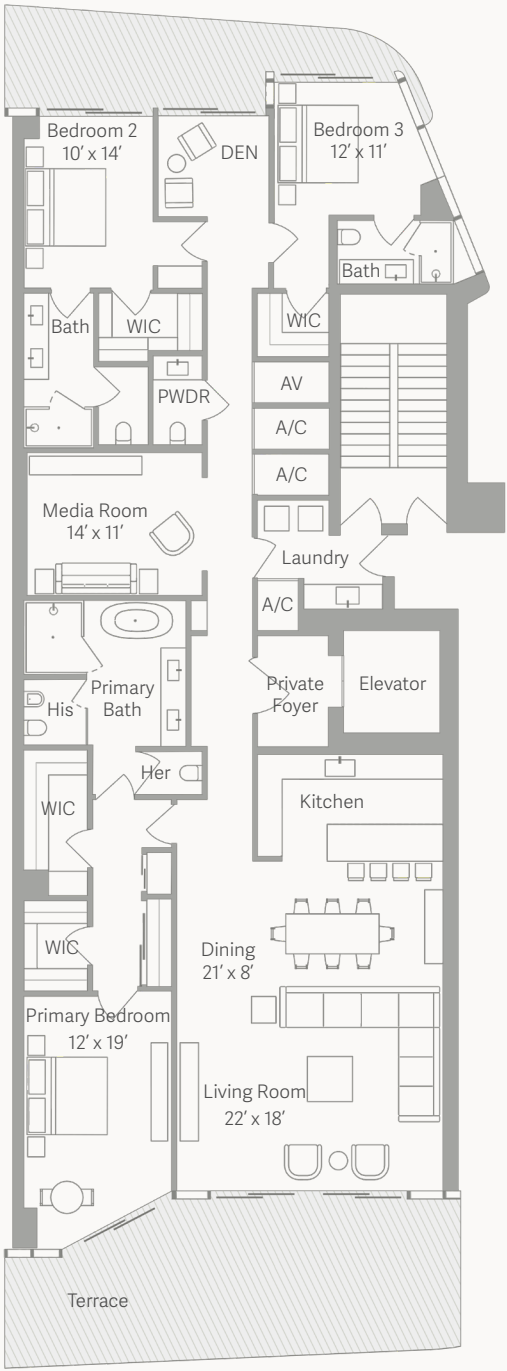 Bedroom 2
10′ x 14′
DEN
Bedroom 3
12′ x 11′
Bath
Bath
WIC
WIC
PWDR
AV
A/C
A/C
Media Room
14′ x 11′
Laundry
A/C
Primary
Bath
His
Private
Foyer
Elevator
Her
WIC
Kitchen
WIC
Dining
21′ x 8′
Primary Bedroom
12′ x 19′
Living Room
22′ x 18′
Terrace